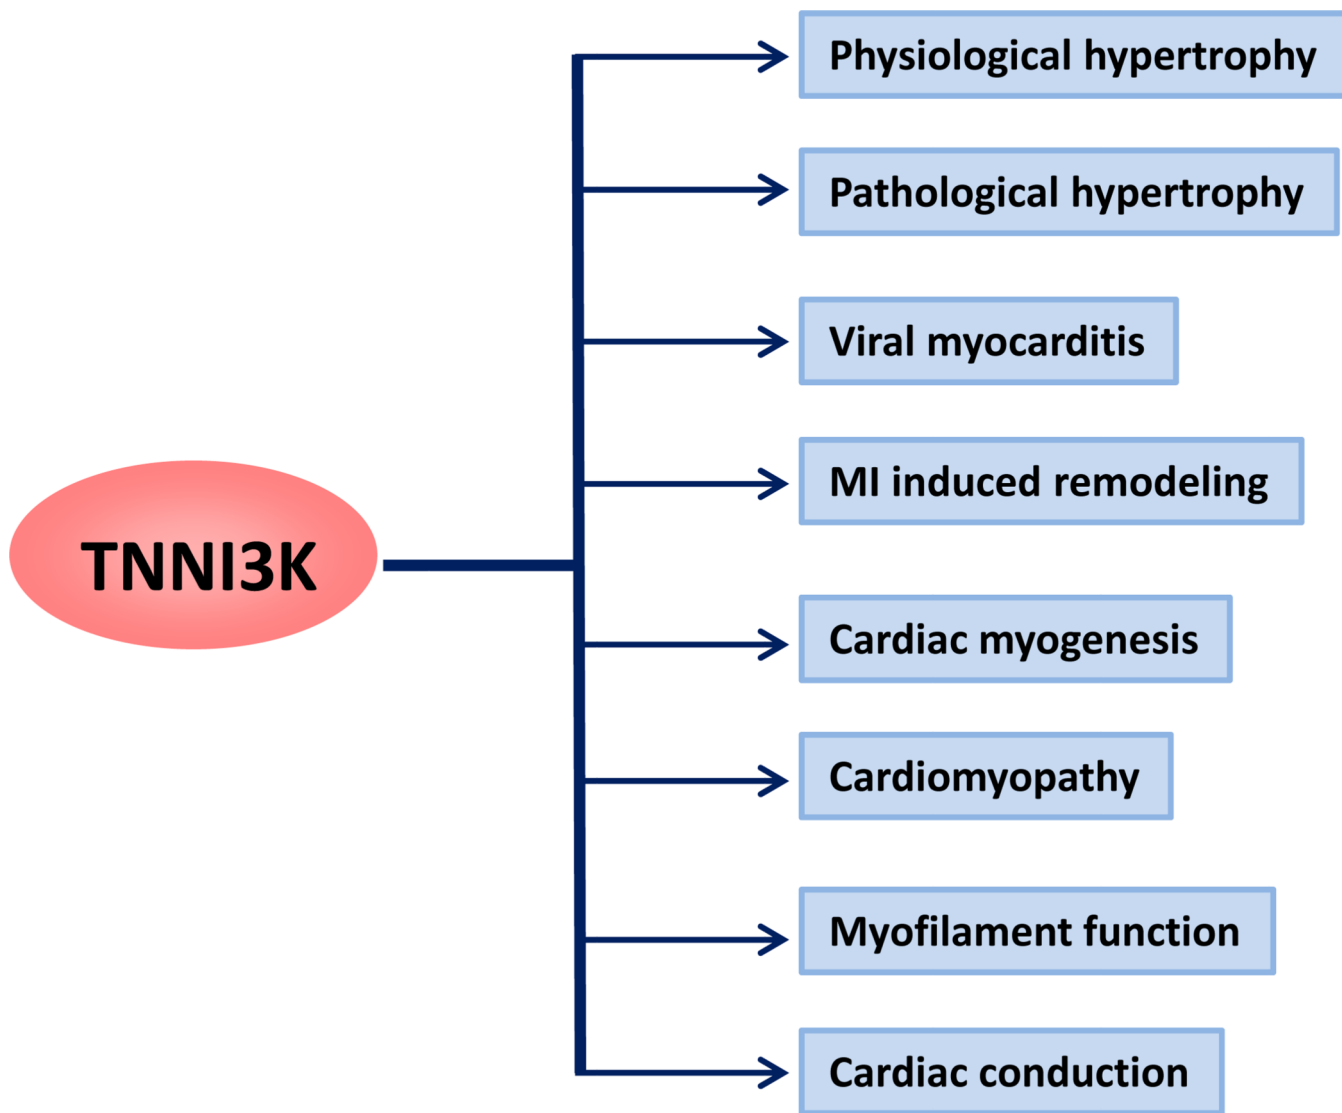 Physiological hypertrophy
Pathological hypertrophy
Viral myocarditis
MI induced remodeling
TNNI3K
Cardiac myogenesis
Cardiomyopathy
Myofilament function
Cardiac conduction